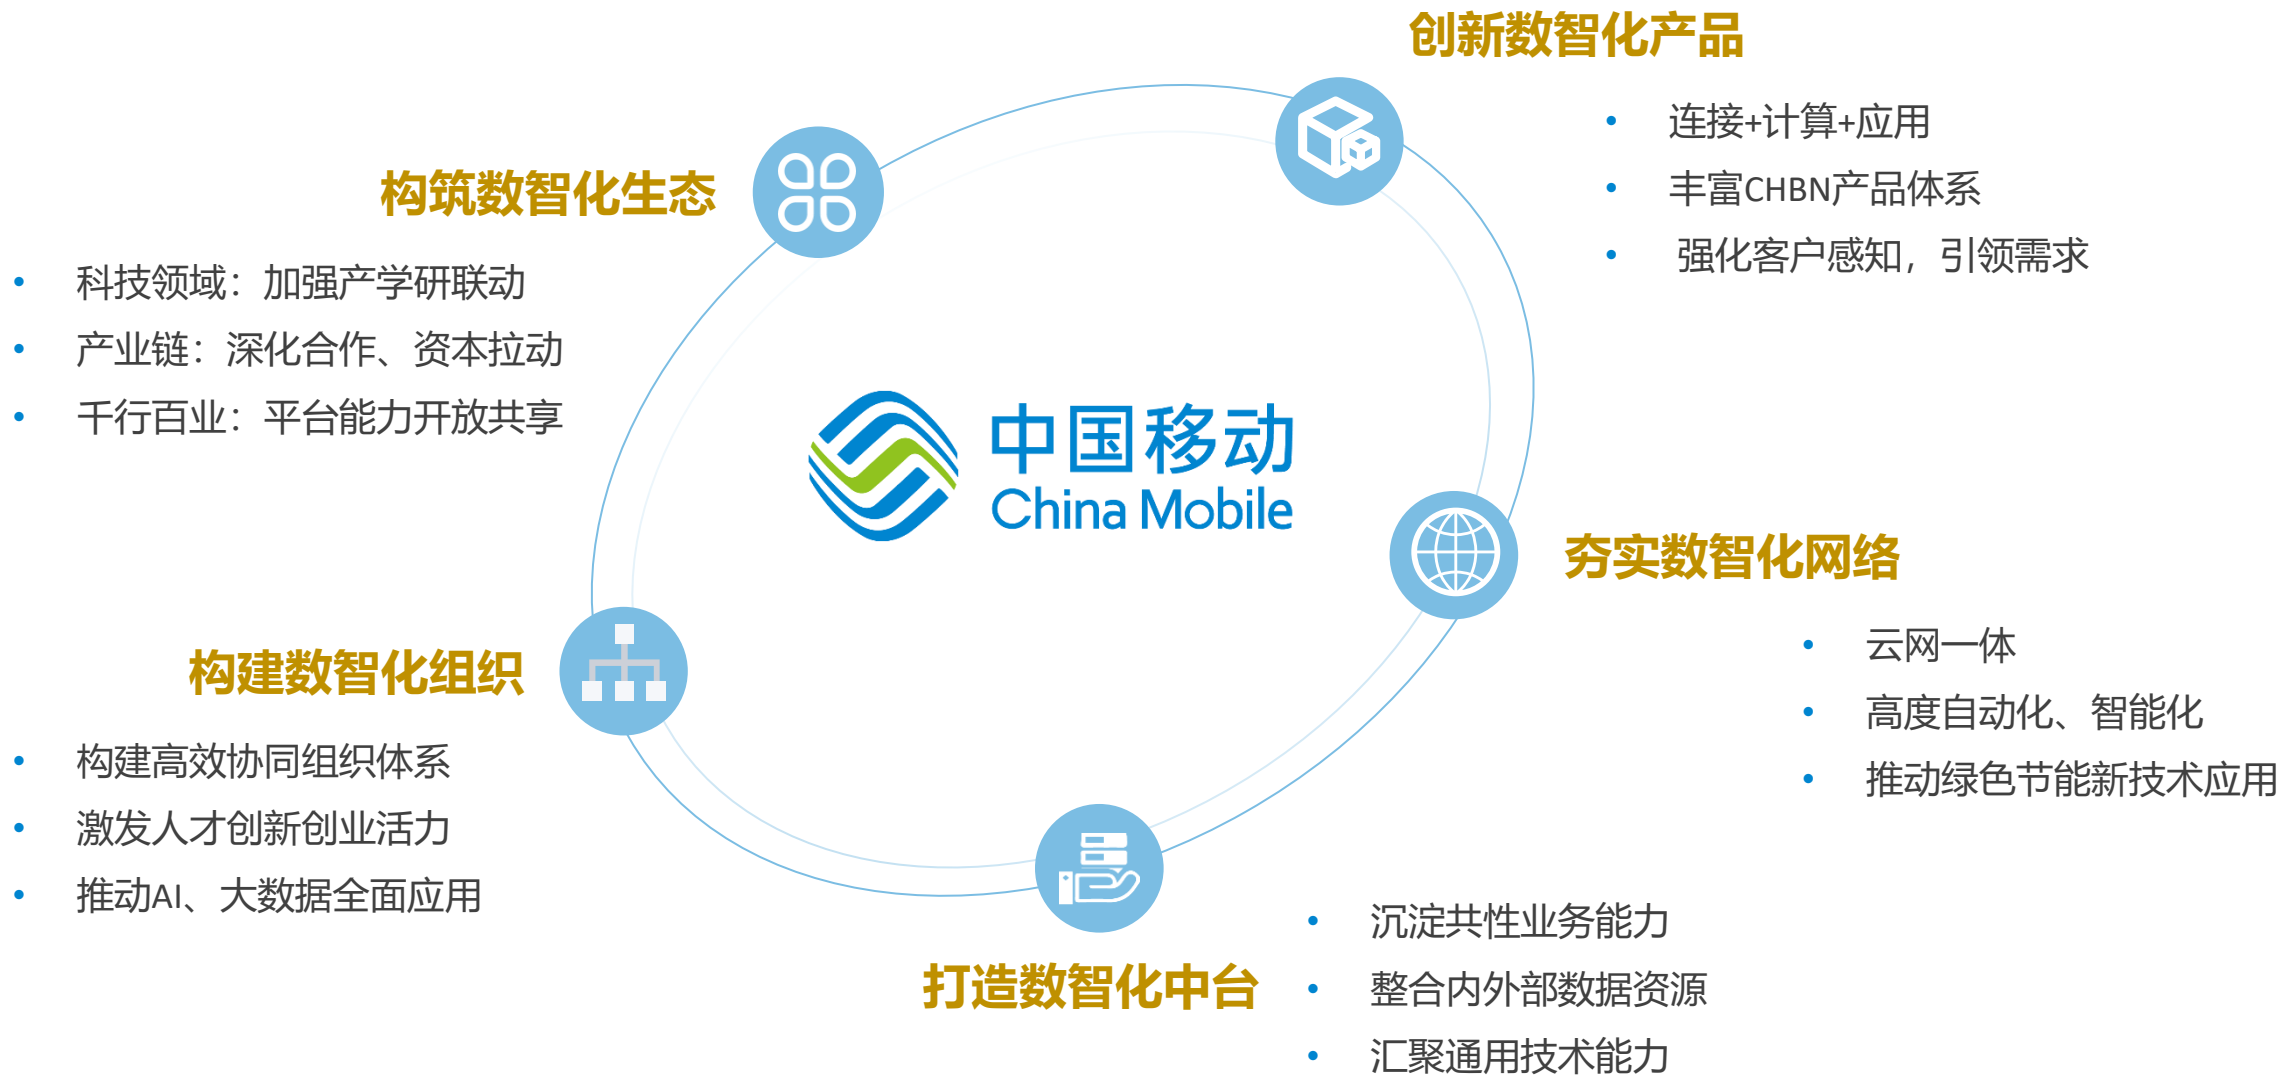 创新数智化产品
• 连接+计算+应用
• 丰富CHBN产品体系
• 强化客户感知，引领需求
构筑数智化生态
• 科技领域：加强产学研联动
• 产业链：深化合作、资本拉动
• 千行百业：平台能力开放共享
中国移动
China Mobile
夯实数智化网络
• 云网一体
• 高度自动化、智能化
• 推动绿色节能新技术应用
构建数智化组织
• 构建高效协同组织体系
• 激发人才创新创业活力
• 推动AI、大数据全面应用
打造数智化中台
• 沉淀共性业务能力
• 整合内外部数据资源
• 汇聚通用技术能力